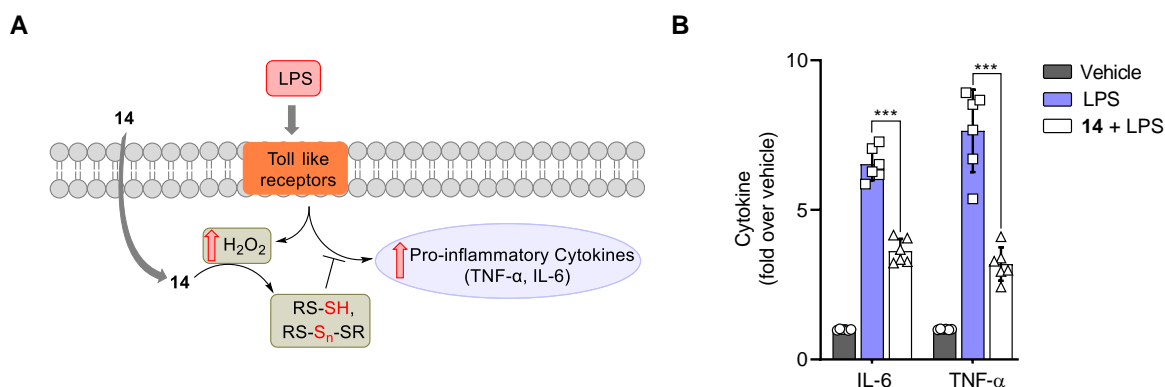 A
LPS
14
Toll like
receptors
H₂O₂
Pro-inflammatory Cytokines
(TNF-α, IL-6)
14
RS-SH,
RS-Sₙ-SR
B
10
5
0
Cytokine
(fold over vehicle)
***
***
IL-6
TNF-α
Vehicle
LPS
14 + LPS